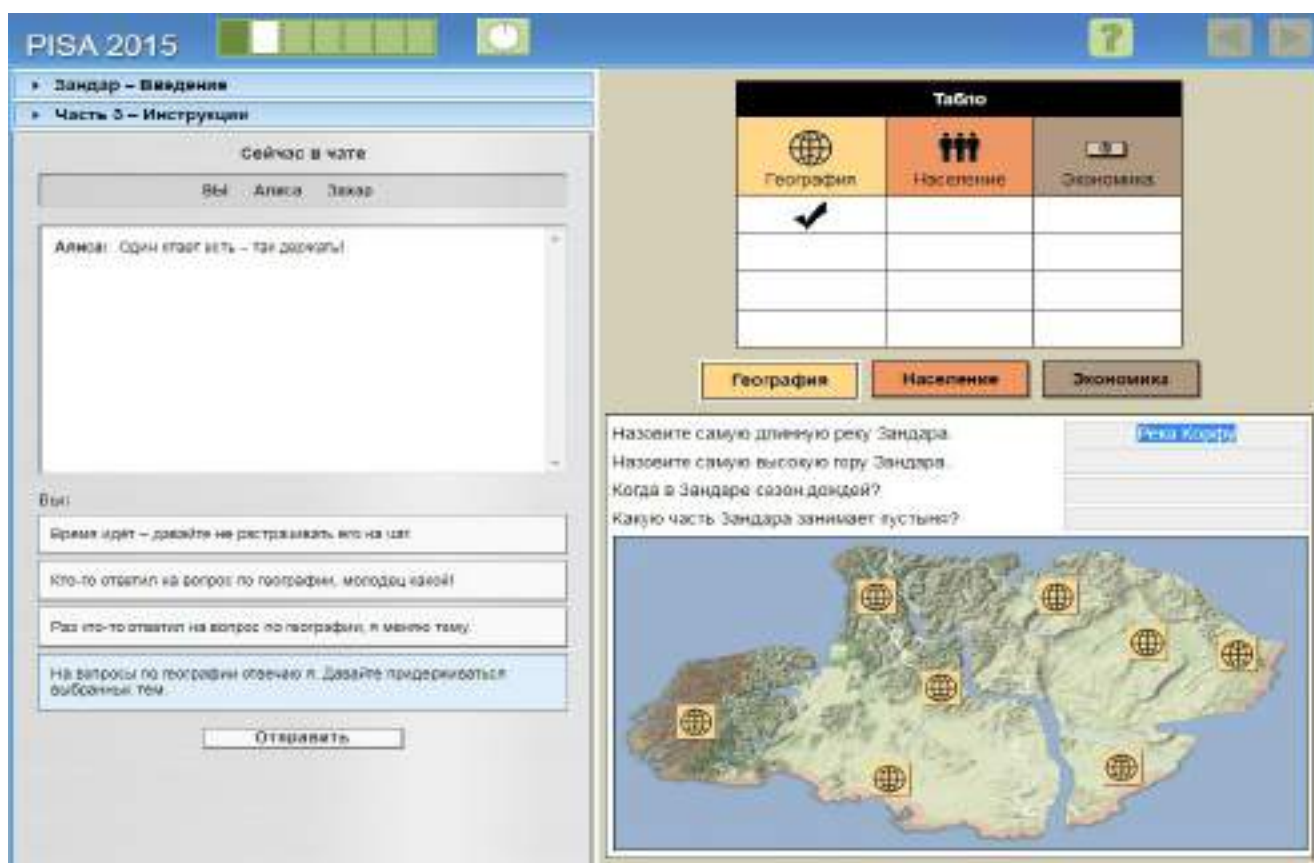 PISA 2015
?
Зандар – Введение
Часть 3 – Инструкции
Сейчас в чате
ВЫ Алиса Захар
Алиса: Один ответ есть – так держать!
Вы:
Время идёт – давайте не растрачивать его на чат.
Кто-то ответил на вопрос по географии, молодец какой!
Раз кто-то ответил на вопрос по географии, я меняю тему.
На вопросы по географии отвечаю я. Давайте придерживаться
выбранных тем.
Отправить
Табло
География Население Экономика
География Население Экономика
Назовите самую длинную реку Зандара. Река Корфу
Назовите самую высокую гору Зандара.
Когда в Зандаре сезон дождей?
Какую часть Зандара занимает пустыня?